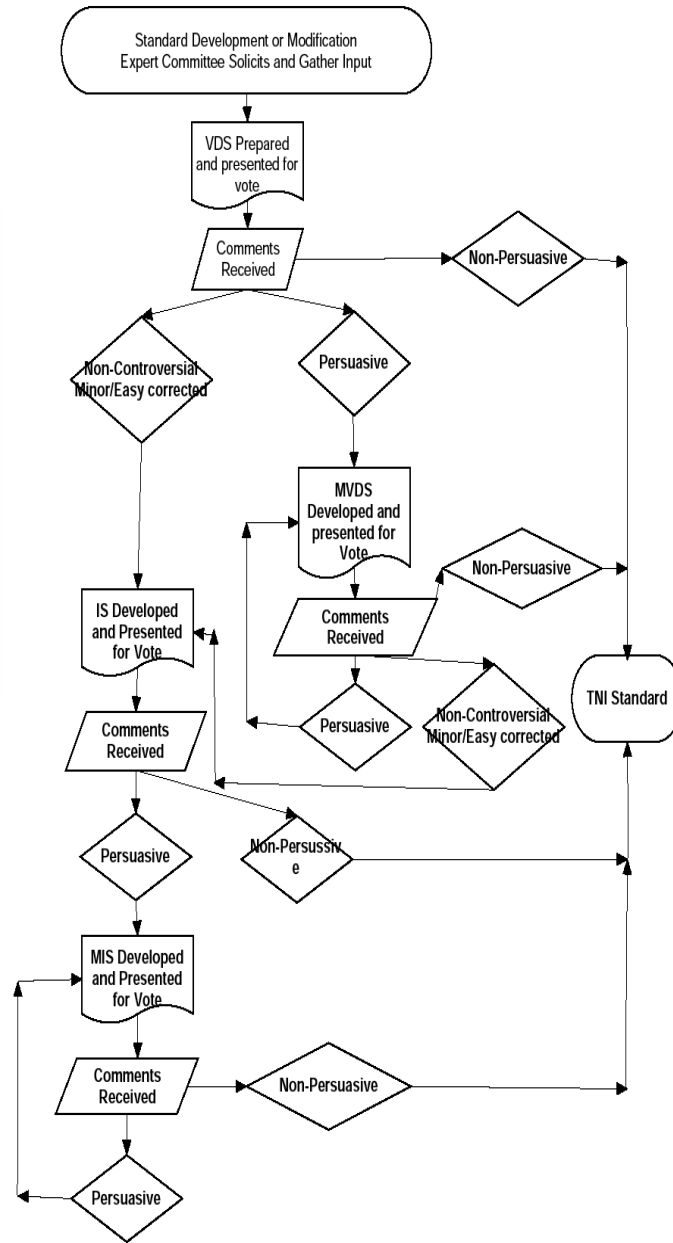 Standard Development or Modification
Expert Committee Solicits and Gather Input
VDS Prepared
and presented for
vote
Comments
Received
Non-Persuasive
Non-Controversial
Minor/Easy corrected
Persuasive
MVDS
Developed and
presented for
Vote
Non-Persuasive
IS Developed
and Presented
for Vote
Comments
Received
TNI Standard
Persuasive
Non-Controversial
Minor/Easy corrected
Comments
Received
Persuasive
Non-Persussiv
e
MIS Developed
and Presented
for Vote
Comments
Received
Non-Persuasive
Persuasive